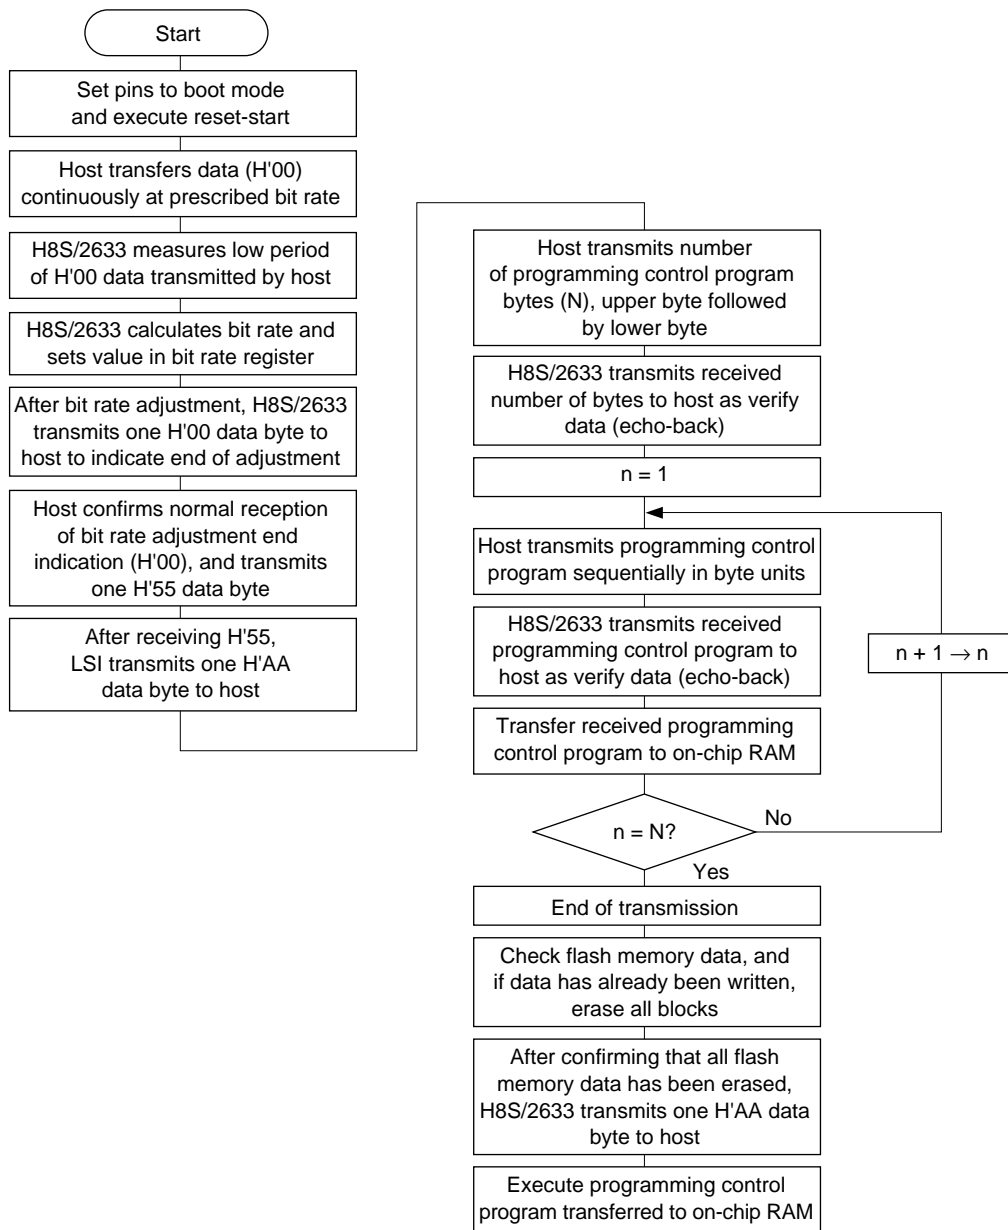 Start
Set pins to boot mode
and execute reset-start
Host transfers data (H'00)
continuously at prescribed bit rate
H8S/2633 measures low period
of H'00 data transmitted by host
H8S/2633 calculates bit rate and
sets value in bit rate register
After bit rate adjustment, H8S/2633
transmits one H'00 data byte to
host to indicate end of adjustment
Host confirms normal reception
of bit rate adjustment end
indication (H'00), and transmits
one H'55 data byte
After receiving H'55,
LSI transmits one H'AA
data byte to host
Host transmits number
of programming control program
bytes (N), upper byte followed
by lower byte
H8S/2633 transmits received
number of bytes to host as verify
data (echo-back)
n = 1
Host transmits programming control
program sequentially in byte units
H8S/2633 transmits received
programming control program to
host as verify data (echo-back)
n + 1 → n
Transfer received programming
control program to on-chip RAM
n = N?
No
Yes
End of transmission
Check flash memory data, and
if data has already been written,
erase all blocks
After confirming that all flash
memory data has been erased,
H8S/2633 transmits one H'AA data
byte to host
Execute programming control
program transferred to on-chip RAM